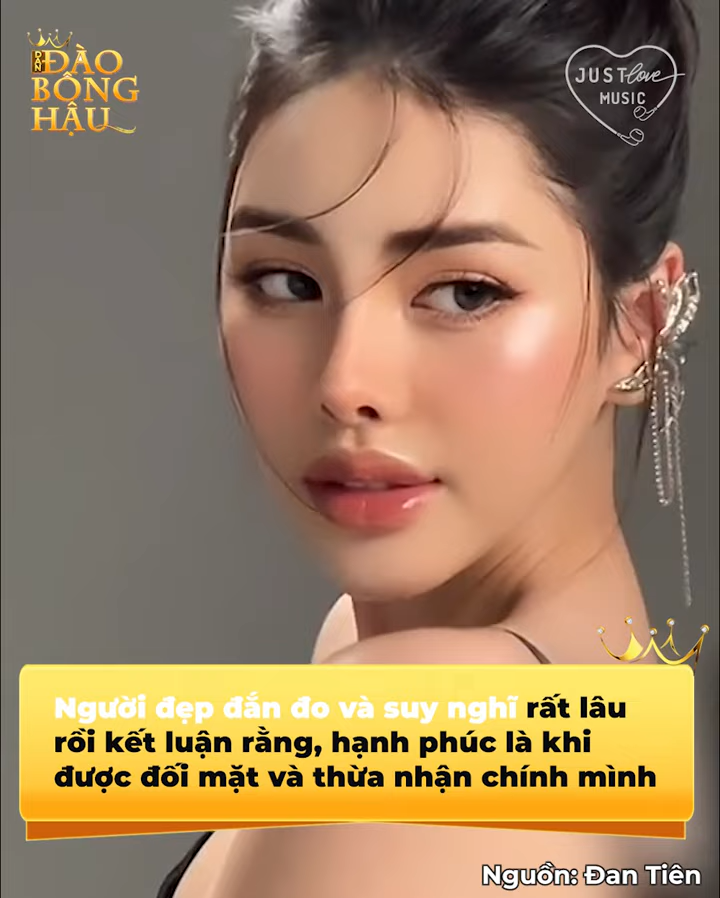 DÀN
ĐÀO
BÔNG
HẬU
JUST love
MUSIC
Người đẹp đắn đo và suy nghĩ rất lâu
rồi kết luận rằng, hạnh phúc là khi
được đối mặt và thừa nhận chính mình
Nguồn: Đan Tiên